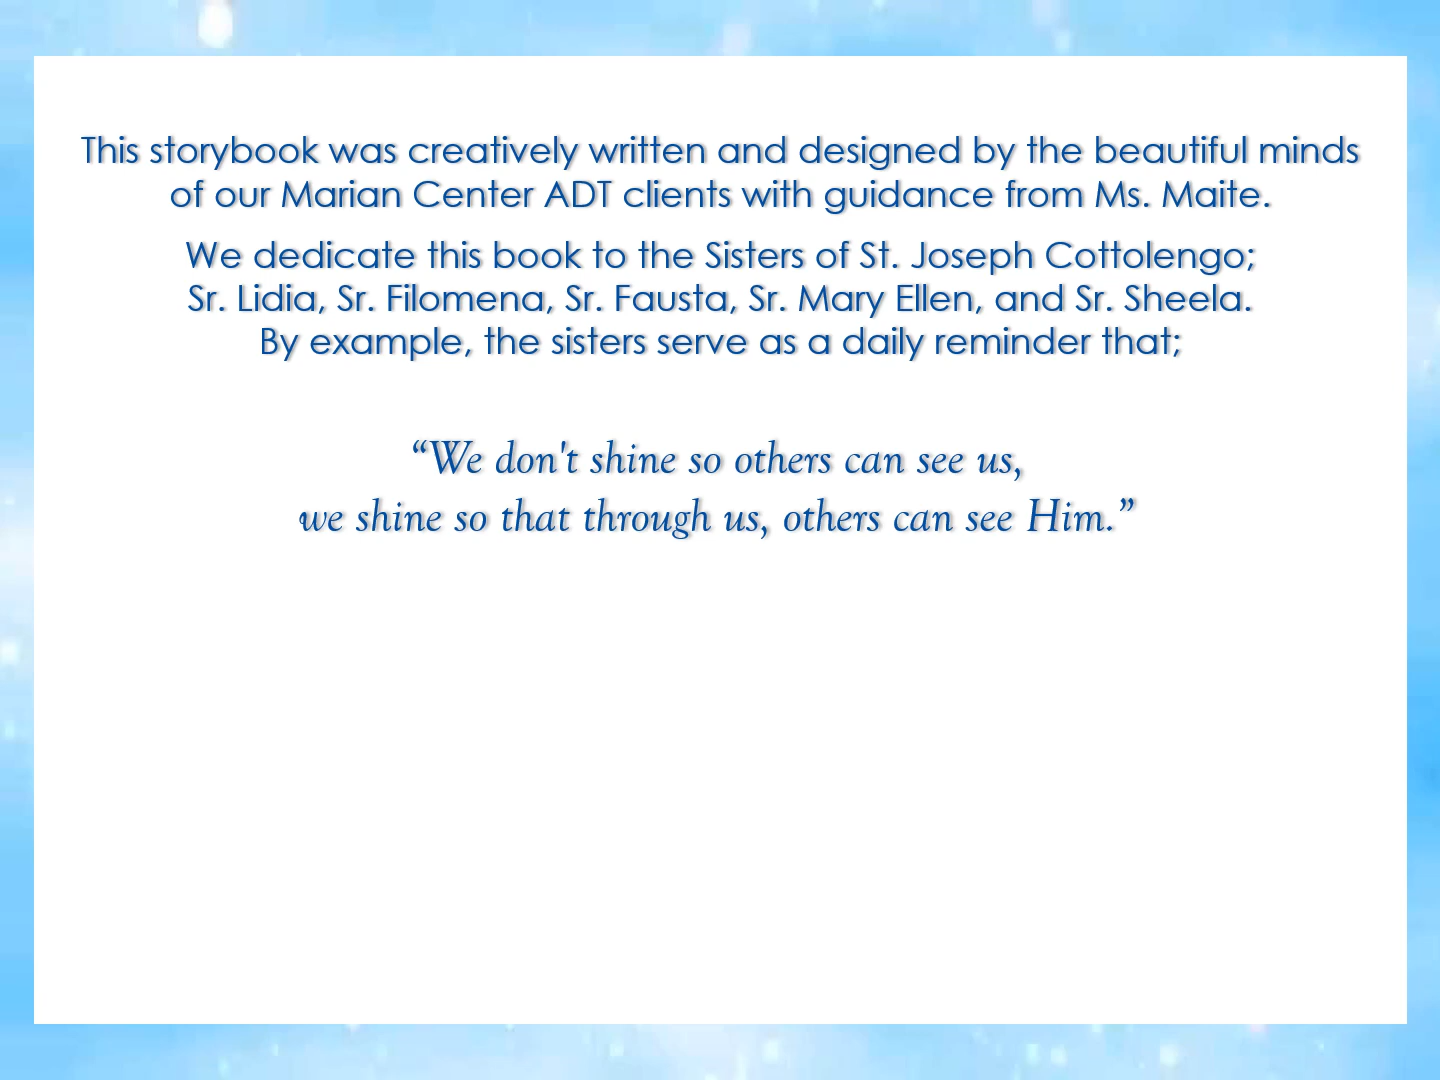 This storybook was creatively written and designed by the beautiful minds
of our Marian Center ADT clients with guidance from Ms. Maite.
We dedicate this book to the Sisters of St. Joseph Cottolengo;
Sr. Lidia, Sr. Filomena, Sr. Fausta, Sr. Mary Ellen, and Sr. Sheela.
By example, the sisters serve as a daily reminder that;
“We don't shine so others can see us,
we shine so that through us, others can see Him.”